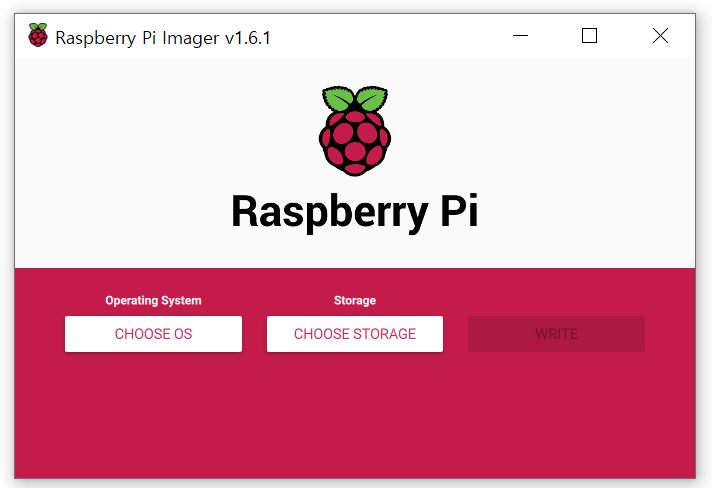 Raspberry Pi Imager v1.6.1
Raspberry Pi
Operating System
Storage
CHOOSE OS
CHOOSE STORAGE
WRITE